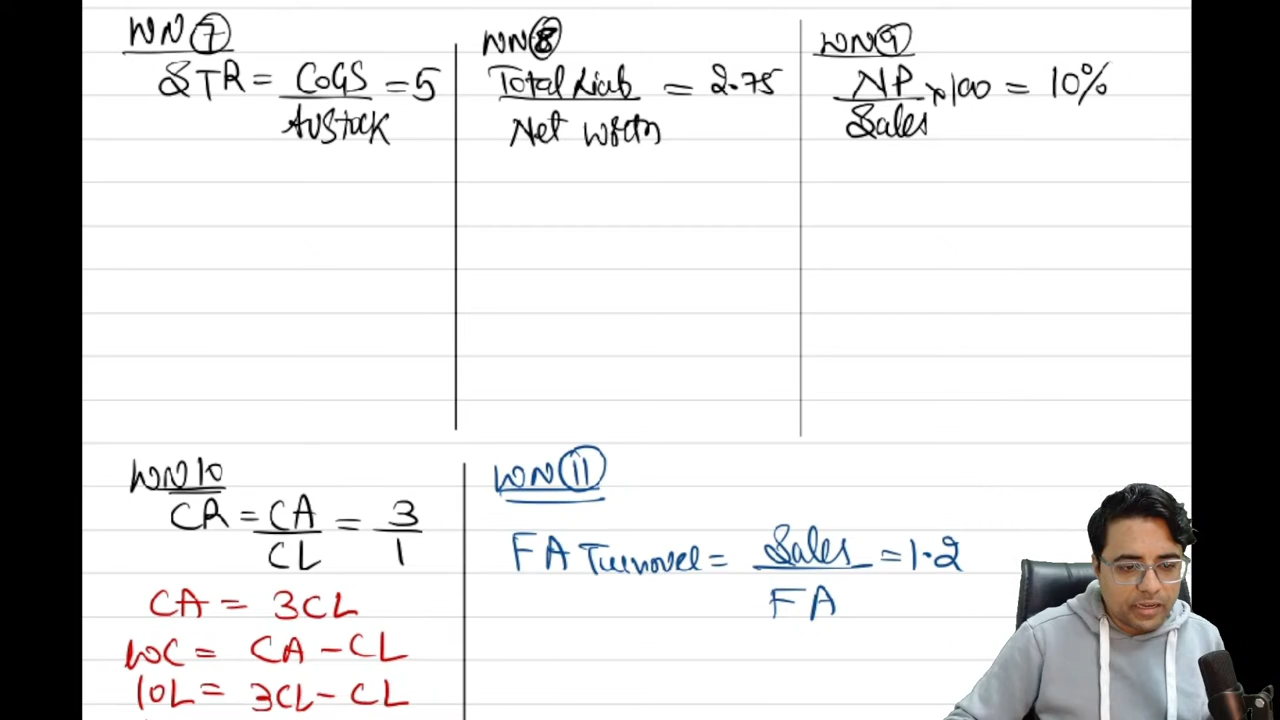 WN 7
STR = COGS / Av Stock = 5
WN 8
Total Liab / Net worth = 2.75
WN 9
NP / Sales × 100 = 10%
WN 10
CR = CA / CL = 3 / 1
CA = 3CL
WC = CA - CL
10L = 3CL - CL
WN 11
FA Turnover = Sales / FA = 1.2